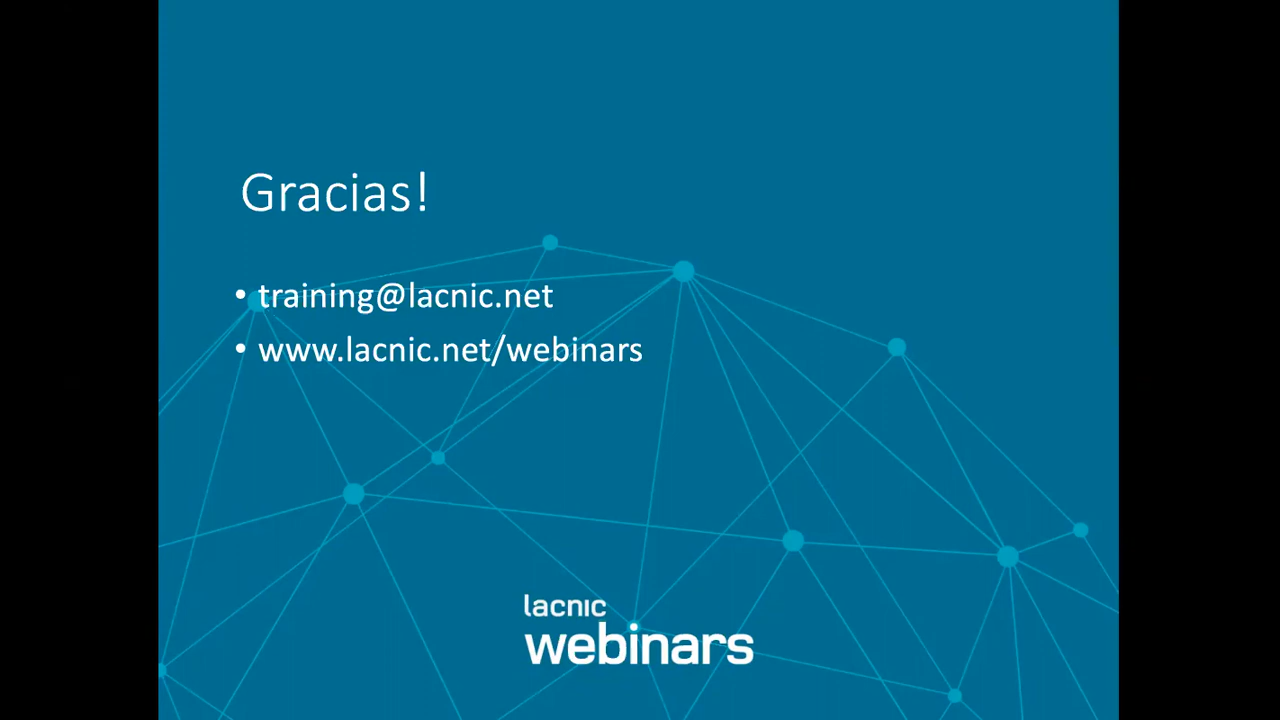 Gracias!
• training@lacnic.net
• www.lacnic.net/webinars
lacnic
webinars